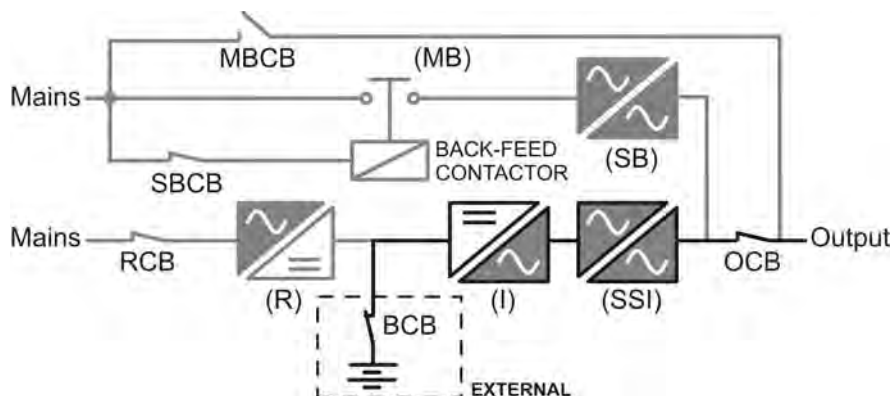 MBCB
(MB)
Mains
BACK-FEED
CONTACTOR
(SB)
SBCB
Mains
Output
RCB
(R)
(I)
(SSI)
OCB
BCB
EXTERNAL